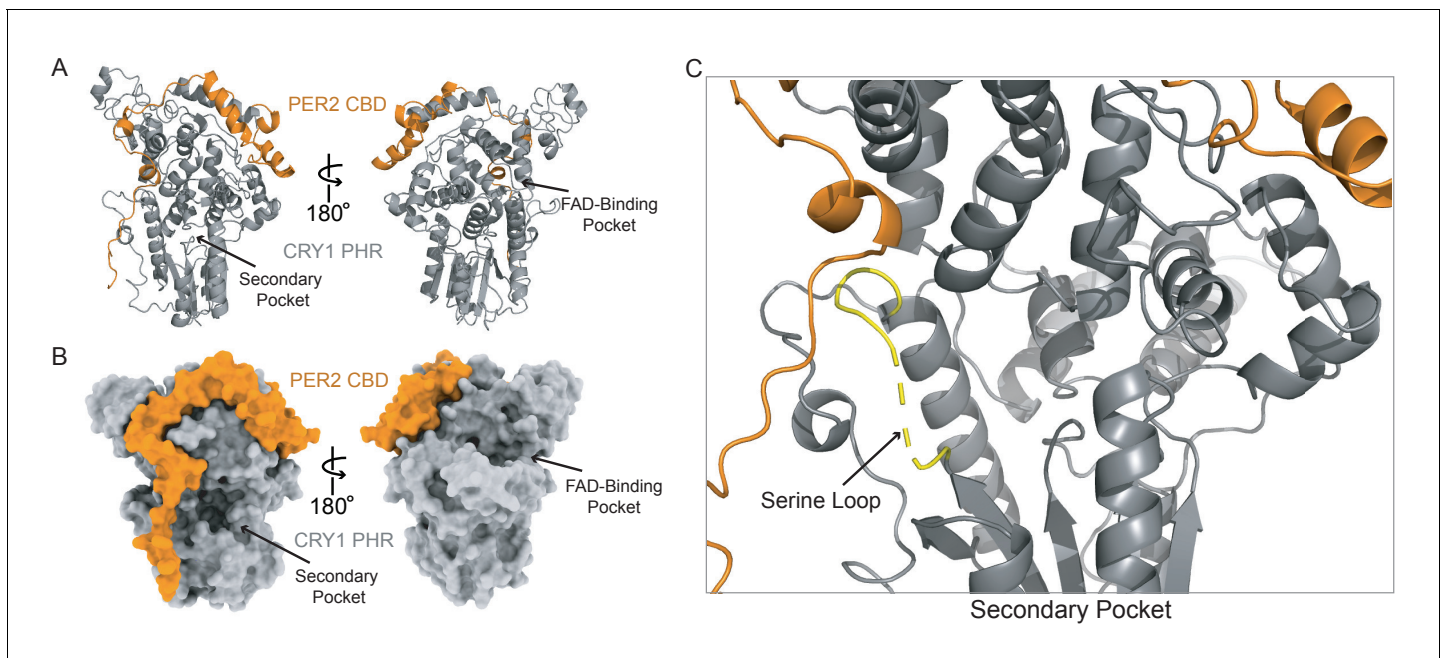 A
PER2 CBD
180°
FAD-Binding
Pocket
CRY1 PHR
Secondary
Pocket
B
PER2 CBD
180°
FAD-Binding
Pocket
CRY1 PHR
Secondary
Pocket
C
Serine Loop
Secondary Pocket